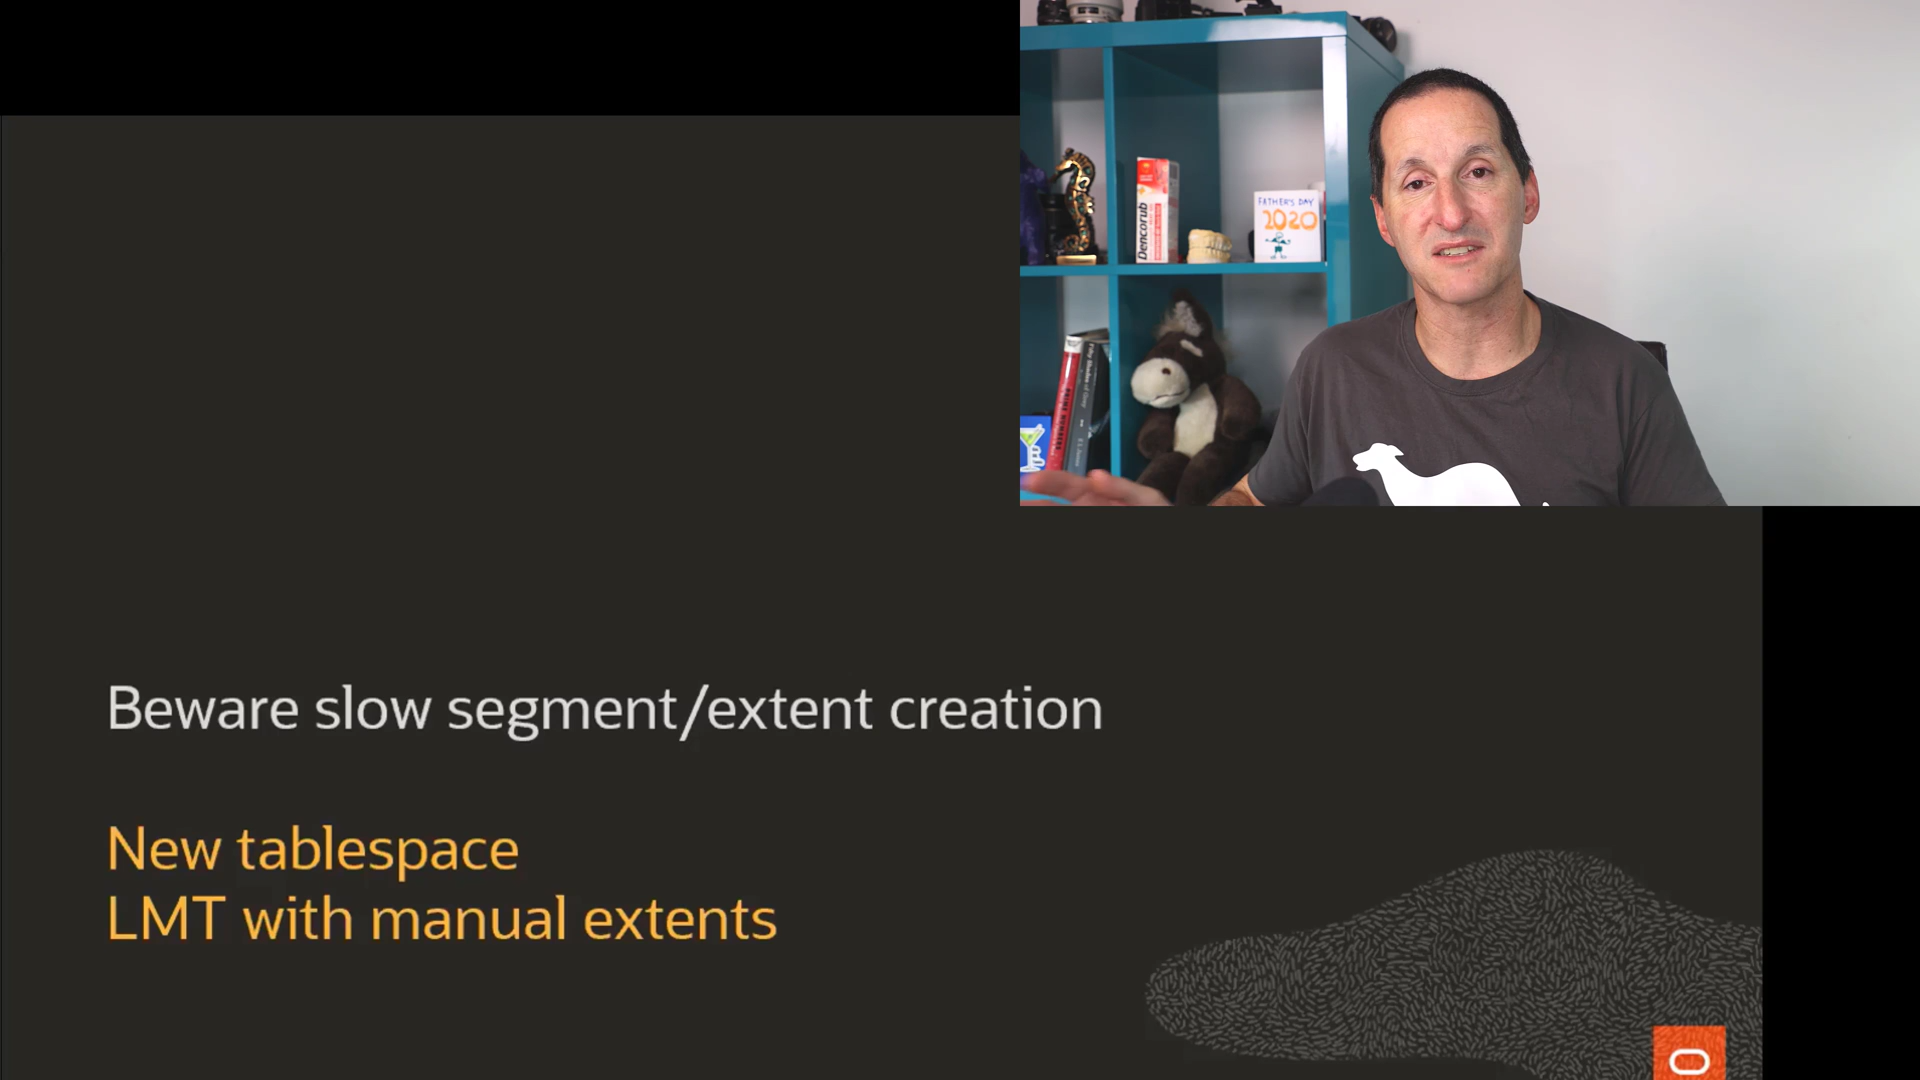 Dencorub
FATHER'S DAY
2020
Beware slow segment/extent creation
New tablespace
LMT with manual extents